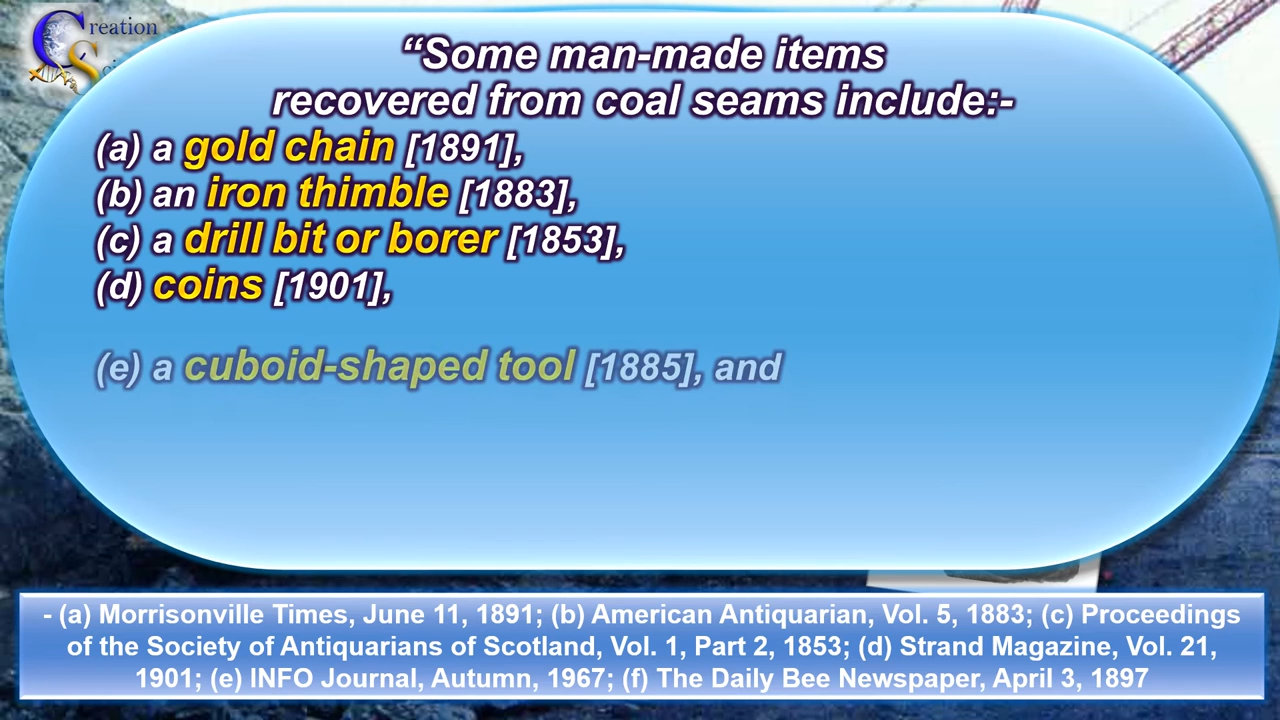 Creation
“Some man-made items
recovered from coal seams include:-
(a) a gold chain [1891],
(b) an iron thimble [1883],
(c) a drill bit or borer [1853],
(d) coins [1901],
(e) a cuboid-shaped tool [1885], and
- (a) Morrisonville Times, June 11, 1891; (b) American Antiquarian, Vol. 5, 1883; (c) Proceedings
of the Society of Antiquarians of Scotland, Vol. 1, Part 2, 1853; (d) Strand Magazine, Vol. 21,
1901; (e) INFO Journal, Autumn, 1967; (f) The Daily Bee Newspaper, April 3, 1897